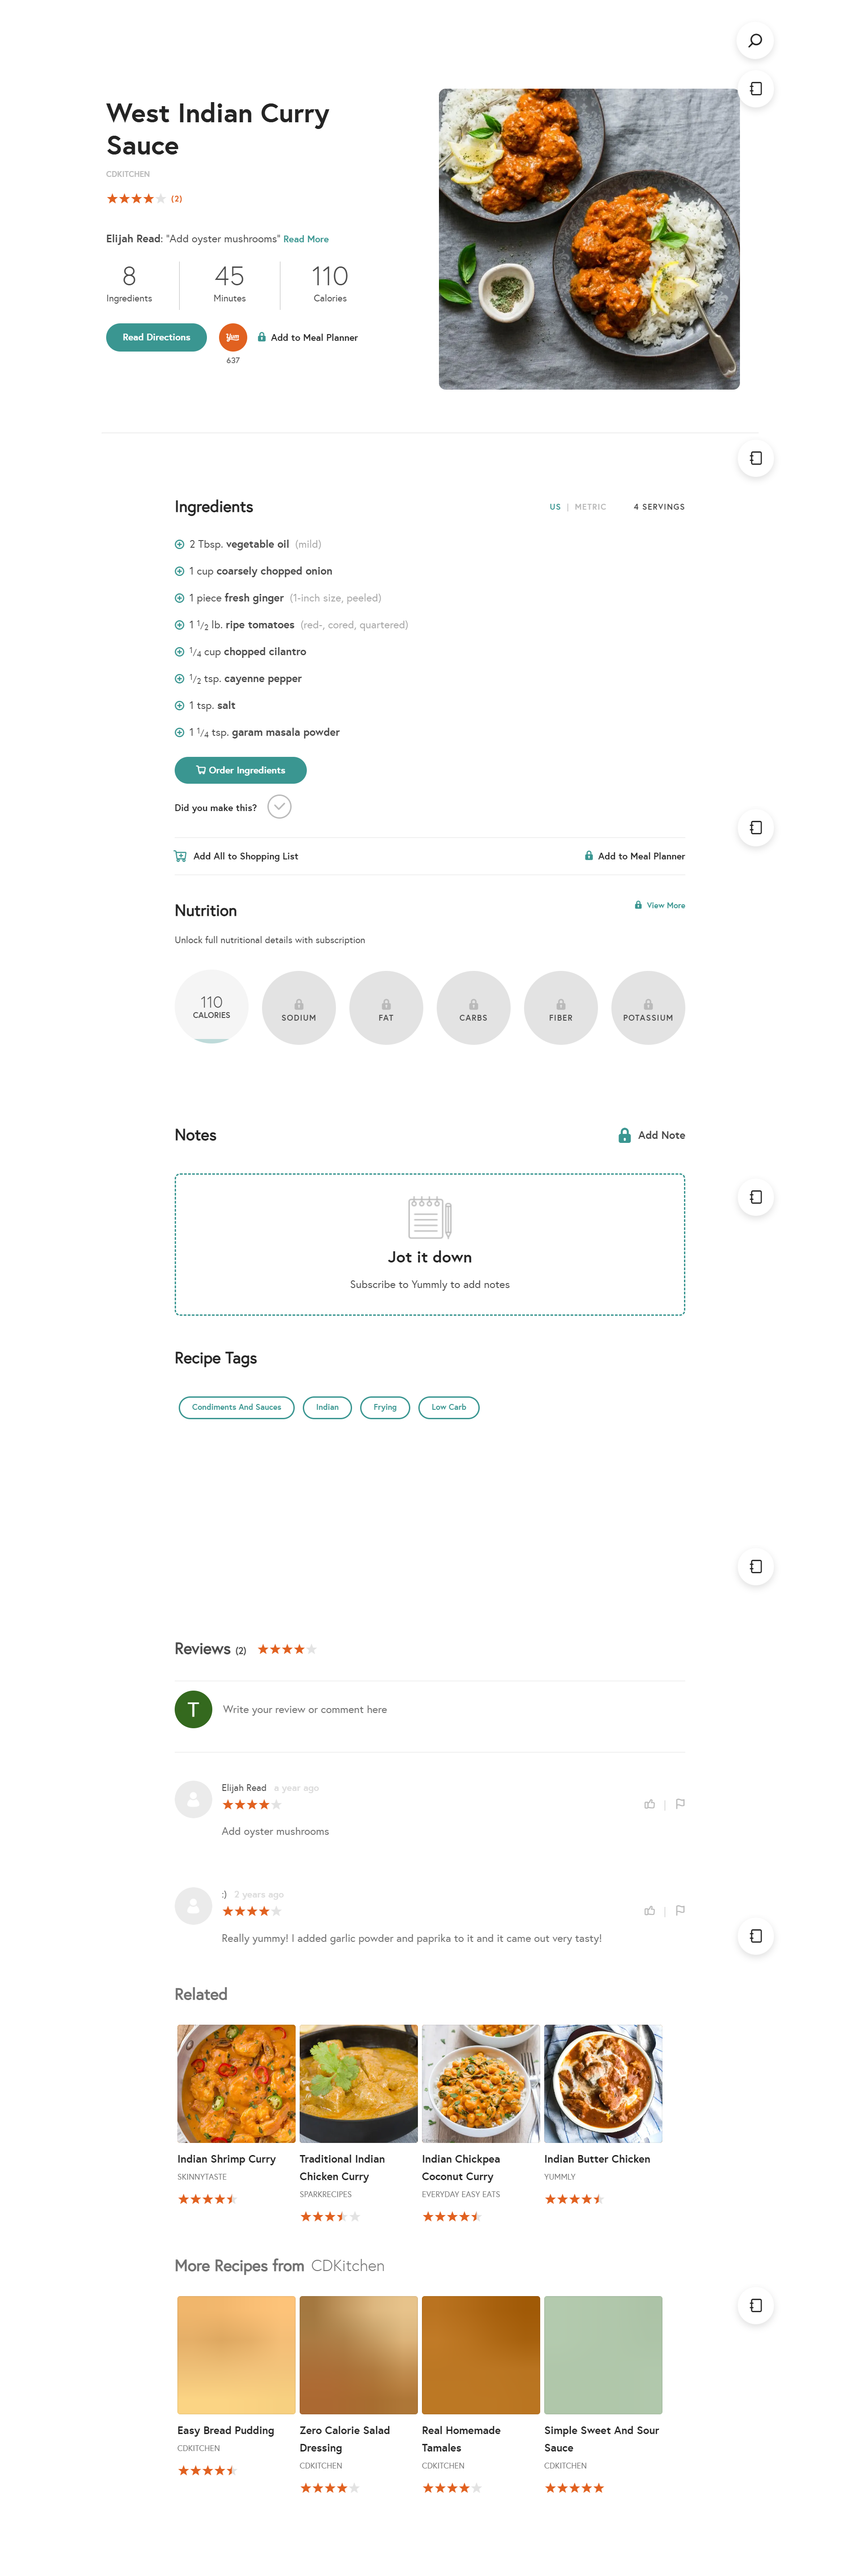 West Indian Curry
Sauce
CDKITCHEN
(2)
Elijah Read: "Add oyster mushrooms" Read More
8
Ingredients
45
Minutes
110
Calories
Read Directions
YUM
637
Add to Meal Planner
Ingredients
US | METRIC
4 SERVINGS
2 Tbsp. vegetable oil (mild)
1 cup coarsely chopped onion
1 piece fresh ginger (1-inch size, peeled)
1 1/2 lb. ripe tomatoes (red-, cored, quartered)
1/4 cup chopped cilantro
1/2 tsp. cayenne pepper
1 tsp. salt
1 1/4 tsp. garam masala powder
Order Ingredients
Did you make this?
Add All to Shopping List
Add to Meal Planner
Nutrition
View More
Unlock full nutritional details with subscription
110
CALORIES
SODIUM
FAT
CARBS
FIBER
POTASSIUM
Notes
Add Note
Jot it down
Subscribe to Yummly to add notes
Recipe Tags
Condiments And Sauces
Indian
Frying
Low Carb
Reviews (2)
T
Write your review or comment here
Elijah Read a year ago
Add oyster mushrooms
:) 2 years ago
Really yummy! I added garlic powder and paprika to it and it came out very tasty!
Related
Indian Shrimp Curry
SKINNYTASTE
Traditional Indian
Chicken Curry
SPARKRECIPES
Indian Chickpea
Coconut Curry
EVERYDAY EASY EATS
Indian Butter Chicken
YUMMLY
More Recipes from CDKitchen
Easy Bread Pudding
CDKITCHEN
Zero Calorie Salad
Dressing
CDKITCHEN
Real Homemade
Tamales
CDKITCHEN
Simple Sweet And Sour
Sauce
CDKITCHEN